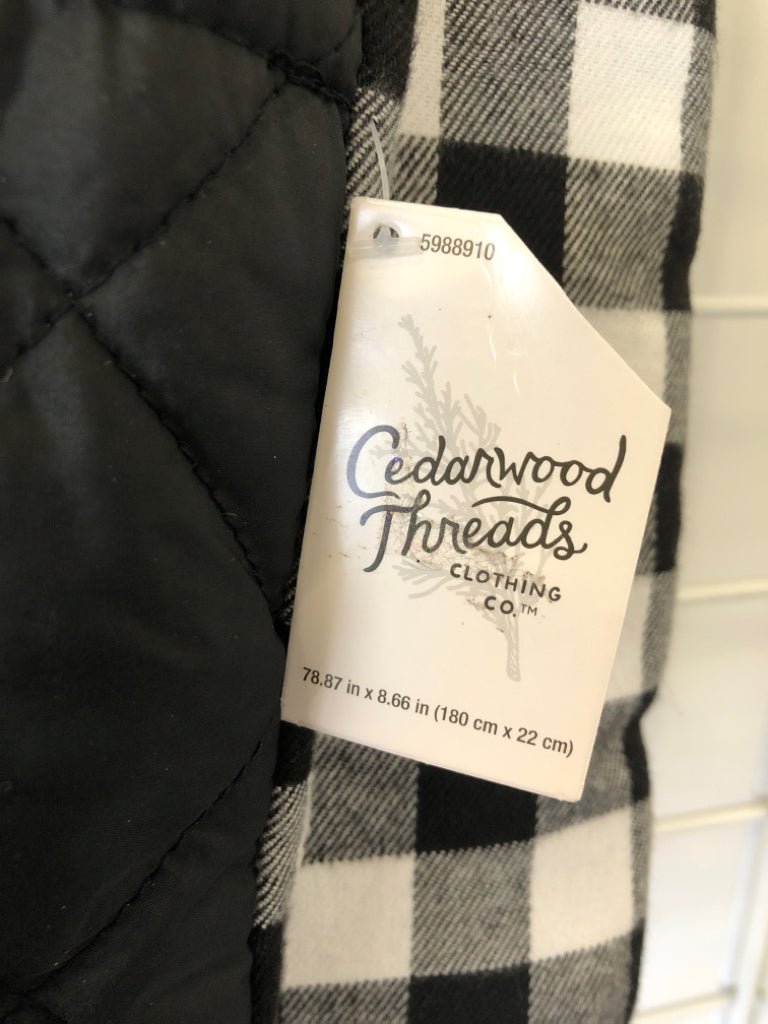 5988910
Cedarwood
Threads
CLOTHING
CO.™
78.87 in x 8.66 in (180 cm x 22 cm)